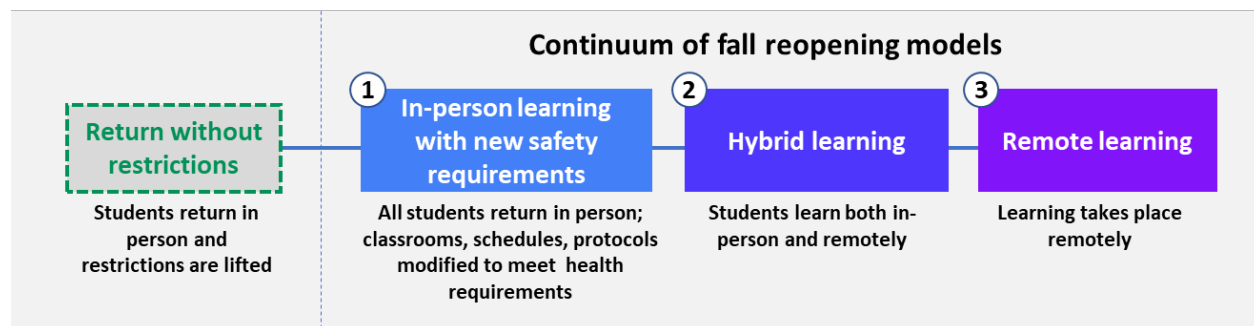 Continuum of fall reopening models
Return without
restrictions
Students return in
person and
restrictions are lifted
1
In-person learning
with new safety
requirements
All students return in person;
classrooms, schedules, protocols
modified to meet health
requirements
2
Hybrid learning
Students learn both in-
person and remotely
3
Remote learning
Learning takes place
remotely